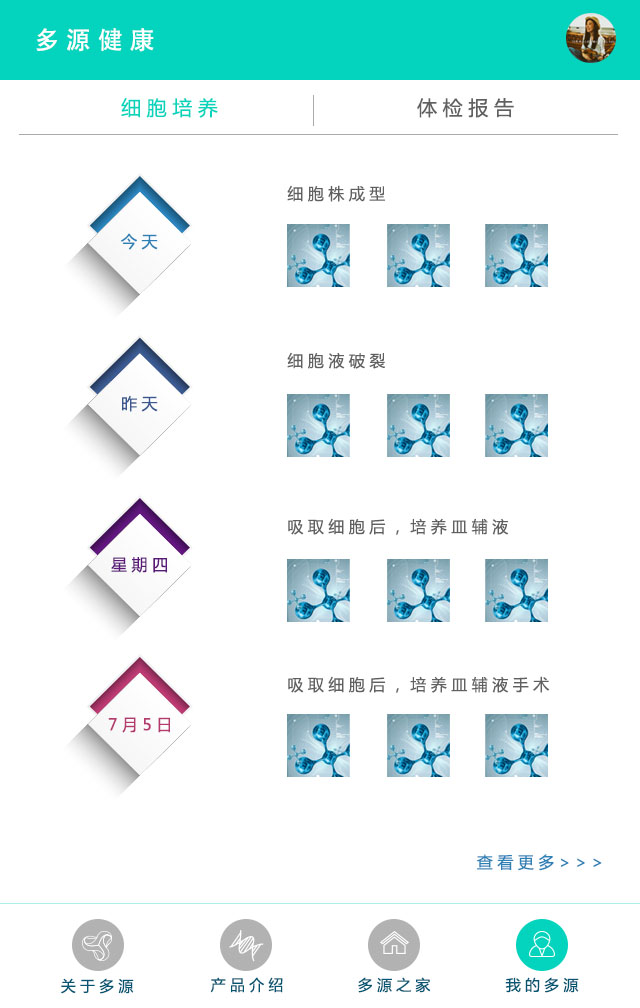 多源健康
细胞培养
体检报告
今天
细胞株成型
昨天
细胞液破裂
星期四
吸取细胞后，培养皿辅液
7月5日
吸取细胞后，培养皿辅液手术
查看更多>>>
关于多源
产品介绍
多源之家
我的多源